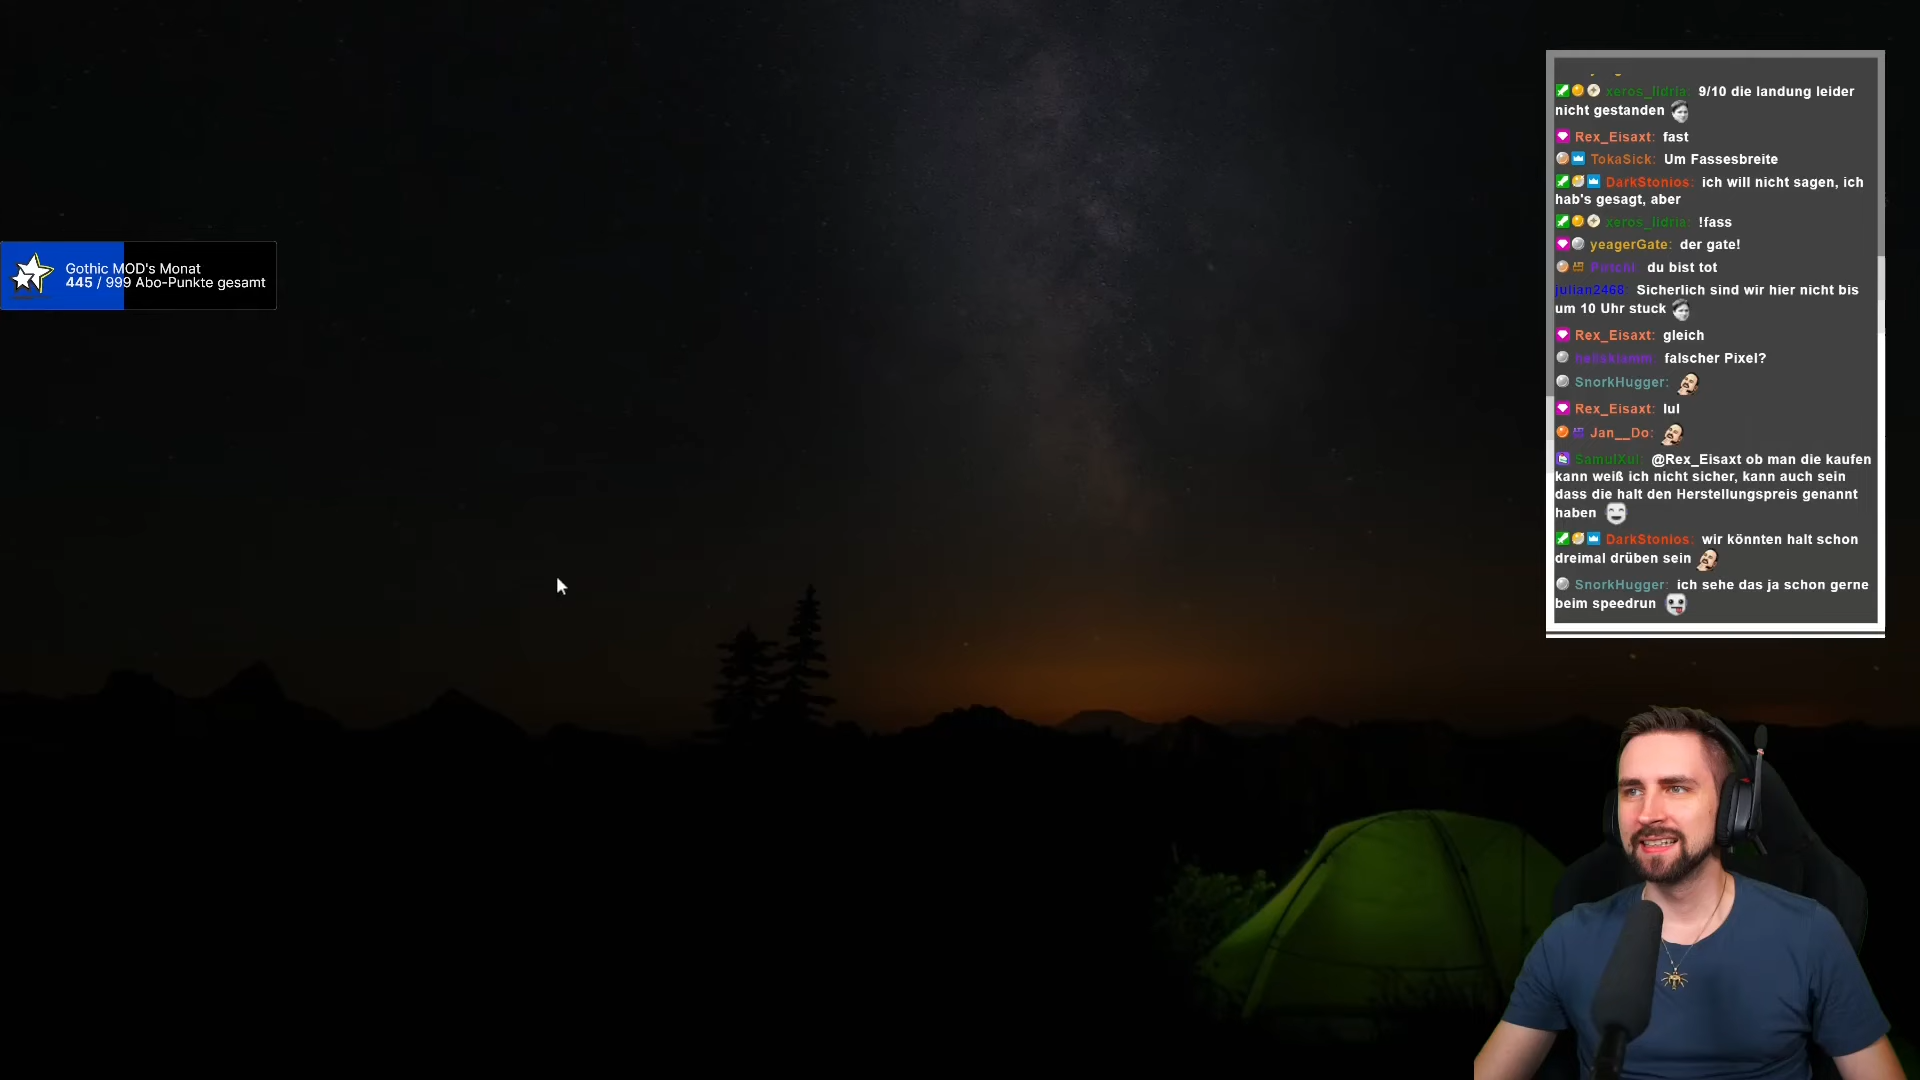 Gothic MOD's Monat
445 / 999 Abo-Punkte gesamt
xeros_Ildria: 9/10 die landung leider
nicht gestanden
Rex_Eisaxt: fast
TokaSick: Um Fassesbreite
DarkStonios: ich will nicht sagen, ich
hab's gesagt, aber
xeros_Ildria: !fass
yeagerGate: der gate!
du bist tot
julian2468: Sicherlich sind wir hier nicht bis
um 10 Uhr stuck
Rex_Eisaxt: gleich
falscher Pixel?
SnorkHugger:
Rex_Eisaxt: lul
Jan__Do:
SamulXul: @Rex_Eisaxt ob man die kaufen
kann weiß ich nicht sicher, kann auch sein
dass die halt den Herstellungspreis genannt
haben
DarkStonios: wir könnten halt schon
dreimal drüben sein
SnorkHugger: ich sehe das ja schon gerne
beim speedrun